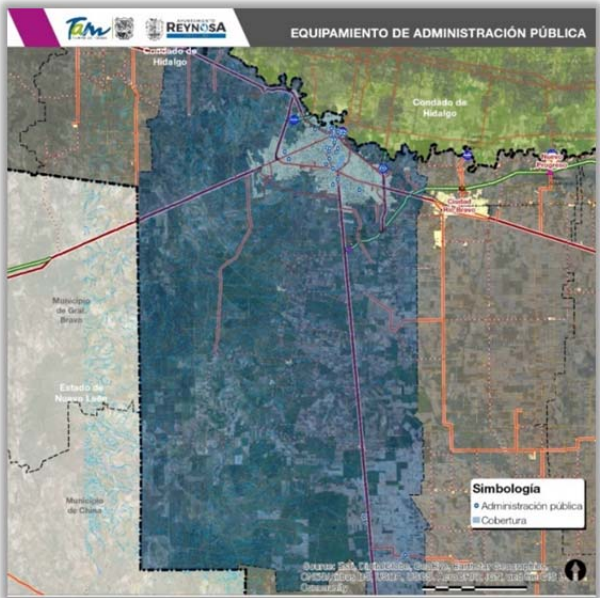 Tam
AYUNTAMIENTO
REYNOSA
EQUIPAMIENTO DE ADMINISTRACIÓN PÚBLICA
Condado de
Hidalgo
Condado de
Hidalgo
Ciudad
Río Bravo
Municipio
de Gral.
Bravo
Estado de
Nuevo León
Municipio
de China
Simbología
Administración pública
Cobertura